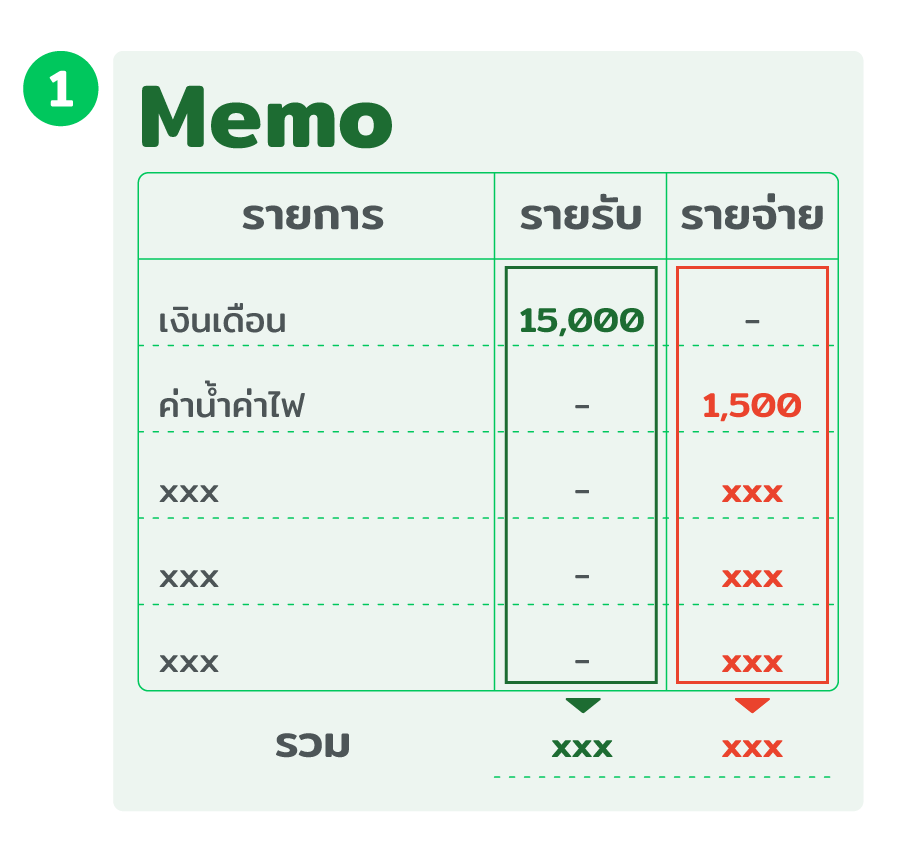 1
Memo
รายการ รายรับ รายจ่าย
เงินเดือน 15,000 -
ค่าน้ำค่าไฟ - 1,500
xxx - xxx
xxx - xxx
xxx - xxx
รวม xxx xxx